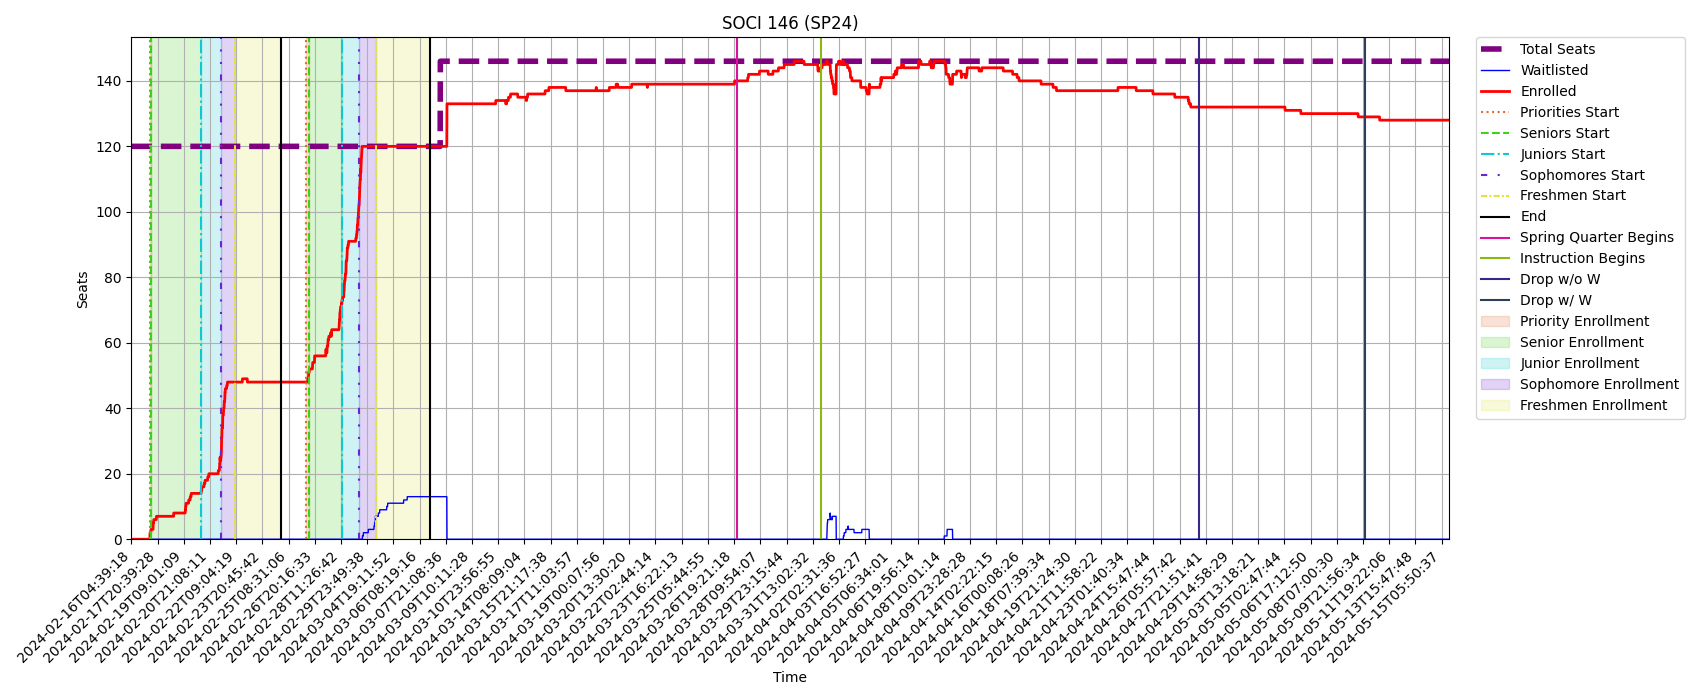 SOCI 146 (SP24)
Seats
140
120
100
80
60
40
20
0
2024-02-16T04:39:18
2024-02-17T20:39:28
2024-02-19T09:01:09
2024-02-20T21:08:11
2024-02-22T09:04:19
2024-02-23T20:45:42
2024-02-25T08:31:06
2024-02-26T20:16:33
2024-02-28T11:26:42
2024-02-29T23:49:38
2024-03-04T19:11:52
2024-03-06T08:19:16
2024-03-07T21:08:36
2024-03-09T10:11:28
2024-03-10T23:56:55
2024-03-14T08:09:04
2024-03-15T21:17:38
2024-03-17T11:03:57
2024-03-19T00:07:56
2024-03-20T13:30:20
2024-03-22T02:44:14
2024-03-23T16:22:13
2024-03-25T05:44:55
2024-03-26T19:21:18
2024-03-28T09:54:07
2024-03-29T23:15:44
2024-03-31T13:02:32
2024-04-02T02:31:36
2024-04-03T16:52:27
2024-04-05T06:34:01
2024-04-06T19:56:14
2024-04-08T10:01:14
2024-04-09T23:28:28
2024-04-14T02:22:15
2024-04-16T00:08:26
2024-04-18T07:39:34
2024-04-19T21:24:30
2024-04-21T11:58:22
2024-04-23T01:40:34
2024-04-24T15:47:44
2024-04-26T05:57:42
2024-04-27T21:51:41
2024-04-29T14:58:29
2024-05-03T13:18:21
2024-05-05T02:47:44
2024-05-06T17:12:50
2024-05-08T07:00:30
2024-05-09T21:56:34
2024-05-11T19:22:06
2024-05-13T15:47:48
2024-05-15T05:50:37
Time
Total Seats
Waitlisted
Enrolled
Priorities Start
Seniors Start
Juniors Start
Sophomores Start
Freshmen Start
End
Spring Quarter Begins
Instruction Begins
Drop w/o W
Drop w/ W
Priority Enrollment
Senior Enrollment
Junior Enrollment
Sophomore Enrollment
Freshmen Enrollment